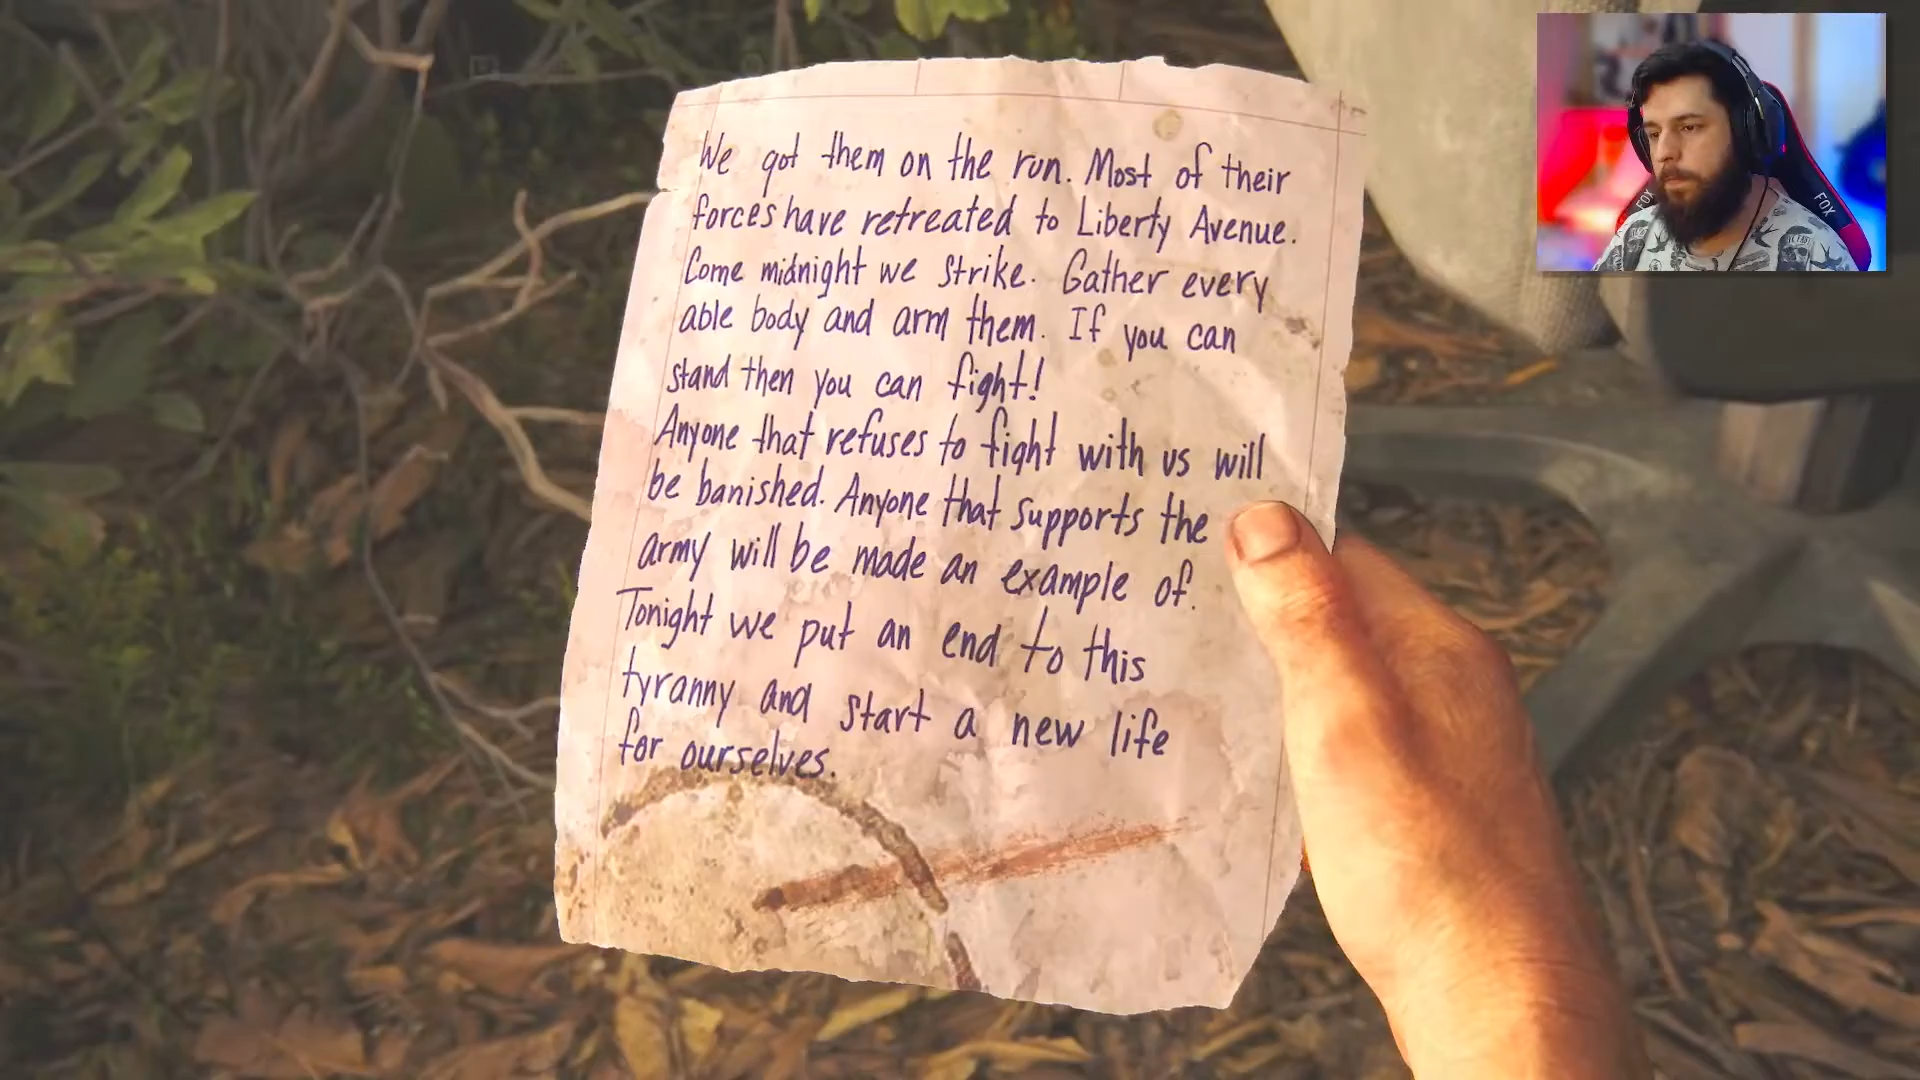 We got them on the run. Most of their
forces have retreated to Liberty Avenue.
Come midnight we strike. Gather every
able body and arm them. If you can
stand then you can fight!
Anyone that refuses to fight with us will
be banished. Anyone that supports the
army will be made an example of.
Tonight we put an end to this
tyranny and start a new life
for ourselves.
FOX
FOX